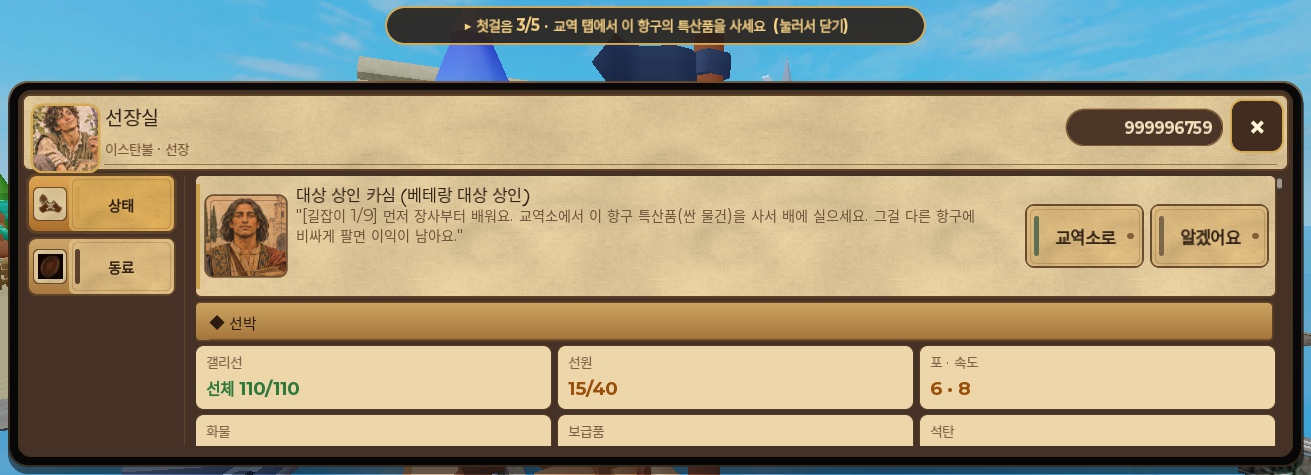 ▸ 첫걸음 3/5 · 교역 탭에서 이 항구의 특산품을 사세요 (눌러서 닫기)
선장실
이스탄불 · 선장
999996759
×
상태
동료
대상 상인 카심 (베테랑 대상 상인)
"[길잡이 1/9] 먼저 장사부터 배워요. 교역소에서 이 항구 특산품(싼 물건)을 사서 배에 실으세요. 그걸 다른 항구에
비싸게 팔면 이익이 남아요."
교역소로
알겠어요
◆ 선박
갤리선
선체 110/110
선원
15/40
포 · 속도
6 · 8
화물
보급품
석탄